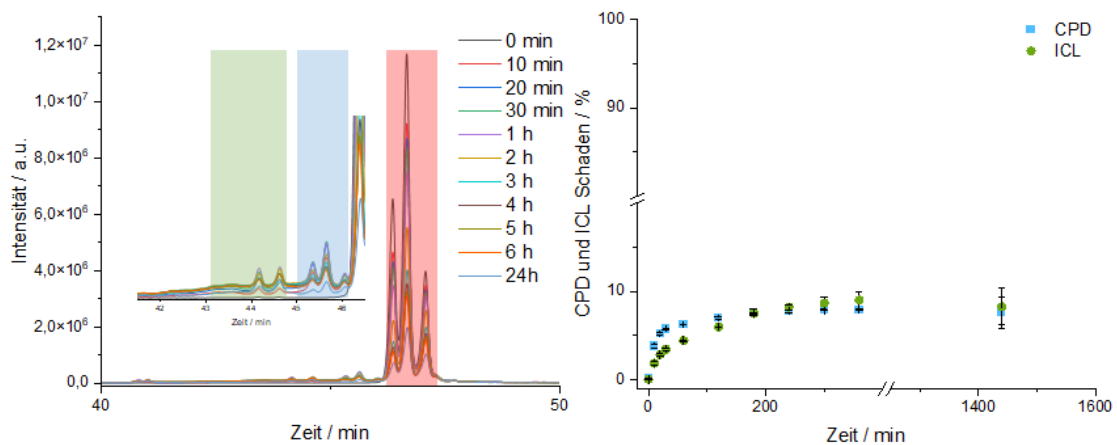 1,2×10⁷
1,0×10⁷
8,0×10⁶
6,0×10⁶
4,0×10⁶
2,0×10⁶
0,0
Intensität / a.u.
40
50
Zeit / min
42
43
44
45
46
Zeit / min
0 min
10 min
20 min
30 min
1 h
2 h
3 h
4 h
5 h
6 h
24h
CPD und ICL Schaden / %
100
90
10
0
0
200
1400
1600
Zeit / min
CPD
ICL